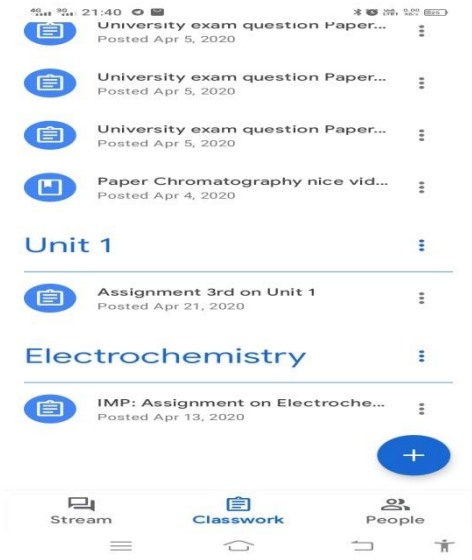 21:40
University exam question Paper...
Posted Apr 5, 2020
University exam question Paper...
Posted Apr 5, 2020
University exam question Paper...
Posted Apr 5, 2020
Paper Chromatography nice vid...
Posted Apr 4, 2020
Unit 1
Assignment 3rd on Unit 1
Posted Apr 21, 2020
Electrochemistry
IMP: Assignment on Electroche...
Posted Apr 13, 2020
Stream
Classwork
People